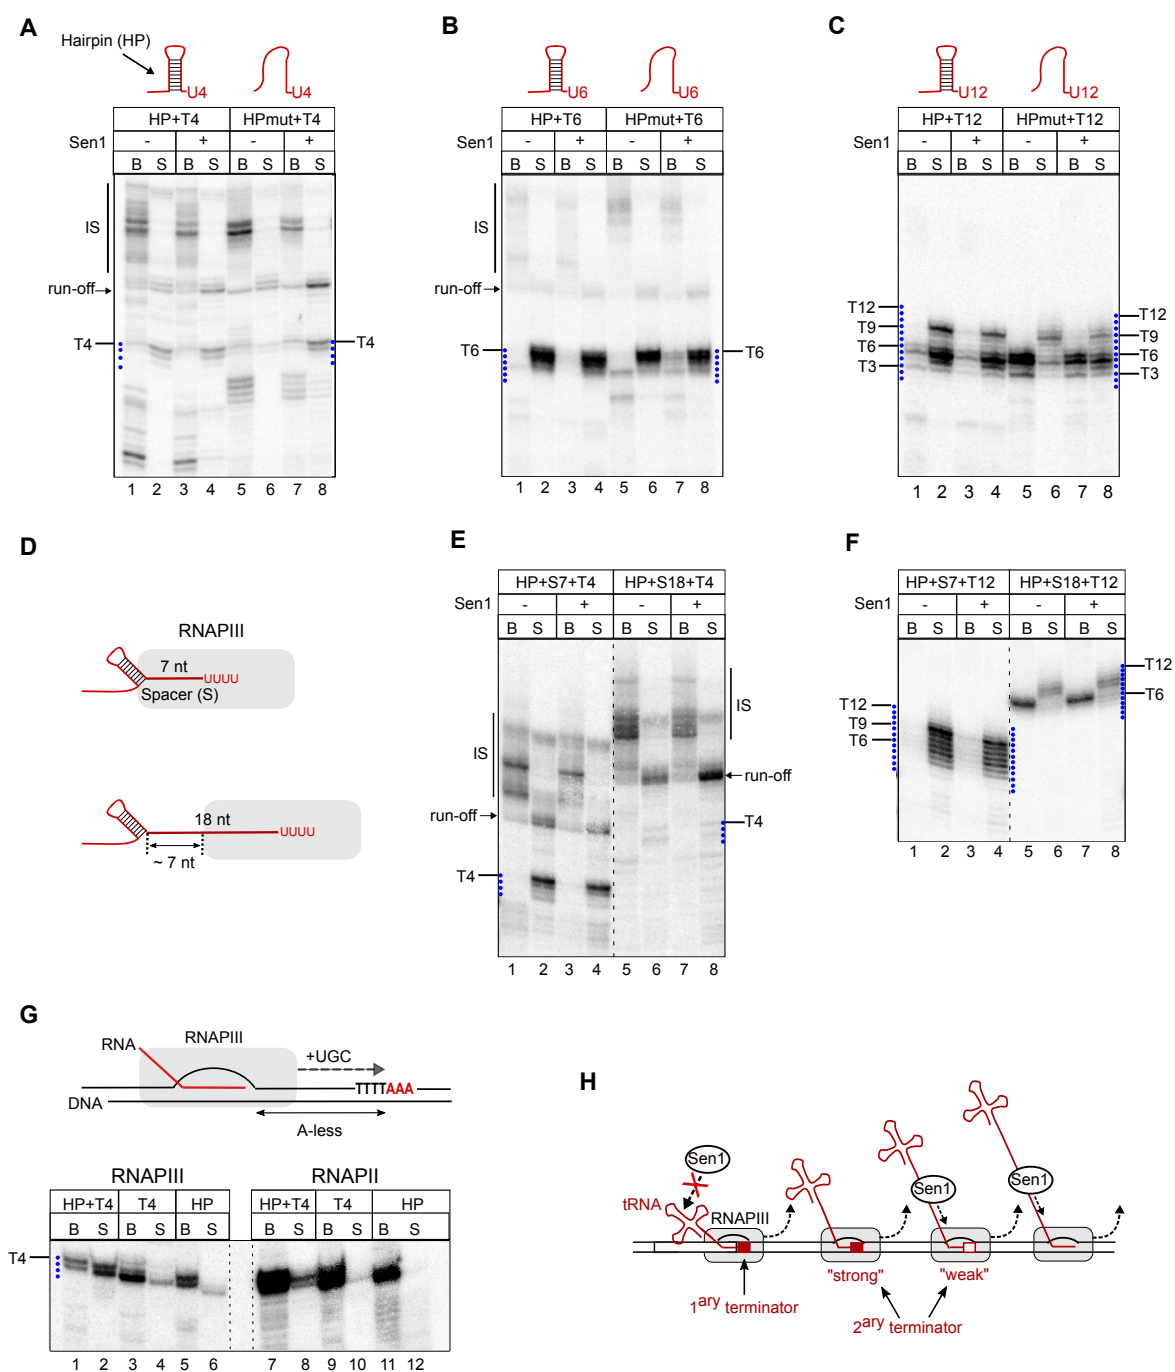 A
Hairpin (HP)
U4
U4
HP+T4 HPmut+T4
Sen1 - + - +
B S B S B S B S
IS
run-off
T4
T4
1 2 3 4 5 6 7 8
B
U6
U6
HP+T6 HPmut+T6
Sen1 - + - +
B S B S B S B S
IS
run-off
T6
T6
1 2 3 4 5 6 7 8
C
U12
U12
HP+T12 HPmut+T12
Sen1 - + - +
B S B S B S B S
T12
T9
T6
T3
T12
T9
T6
T3
1 2 3 4 5 6 7 8
D
RNAPIII
7 nt
UUUU
Spacer (S)
18 nt
UUUU
~ 7 nt
E
HP+S7+T4 HP+S18+T4
Sen1 - + - +
B S B S B S B S
IS
run-off
T4
IS
run-off
T4
1 2 3 4 5 6 7 8
F
HP+S7+T12 HP+S18+T12
Sen1 - + - +
B S B S B S B S
T12
T9
T6
T12
T6
1 2 3 4 5 6 7 8
G
RNAPIII
RNA
+UGC
TTTTAAA
DNA
A-less
RNAPIII RNAPII
HP+T4 T4 HP HP+T4 T4 HP
B S B S B S B S B S B S
T4
1 2 3 4 5 6 7 8 9 10 11 12
H
Sen1
tRNA
RNAPIII
Sen1
Sen1
"strong" "weak"
1ary terminator
2ary terminator